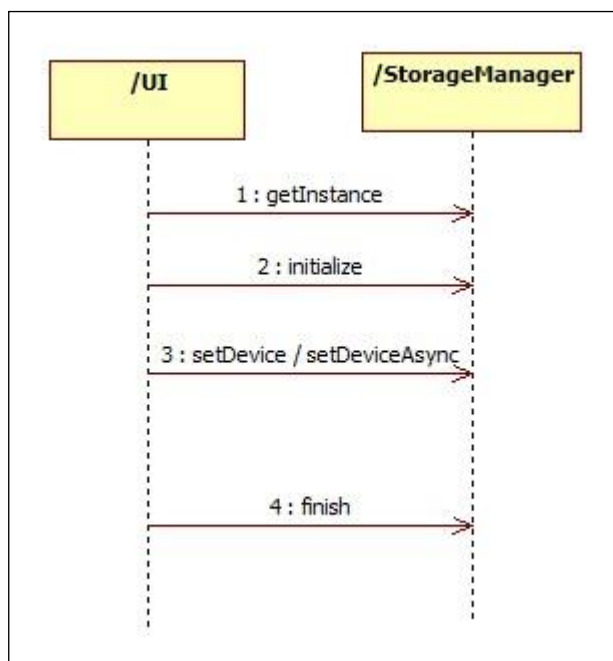 /UI
/StorageManager
1 : getInstance
2 : initialize
3 : setDevice / setDeviceAsync
4 : finish